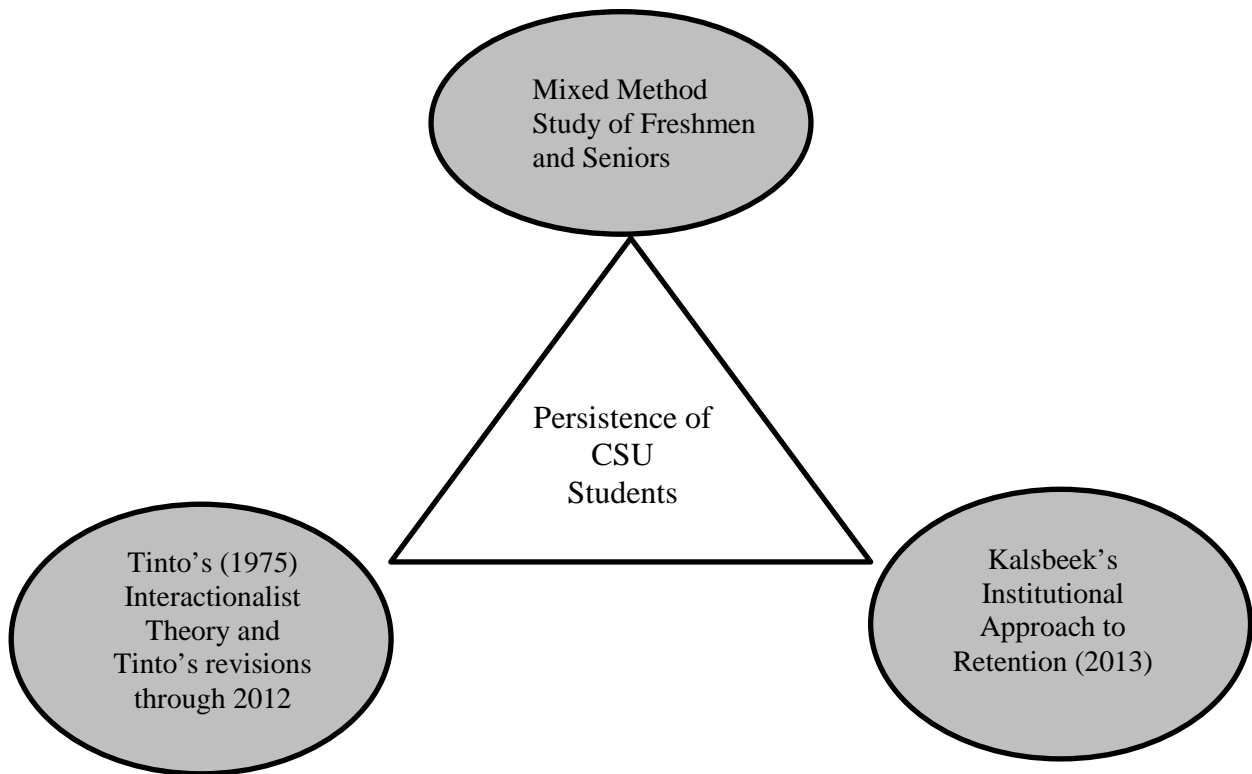 Mixed Method
Study of Freshmen
and Seniors
Persistence of
CSU
Students
Tinto’s (1975)
Interactionalist
Theory and
Tinto’s revisions
through 2012
Kalsbeek’s
Institutional
Approach to
Retention (2013)